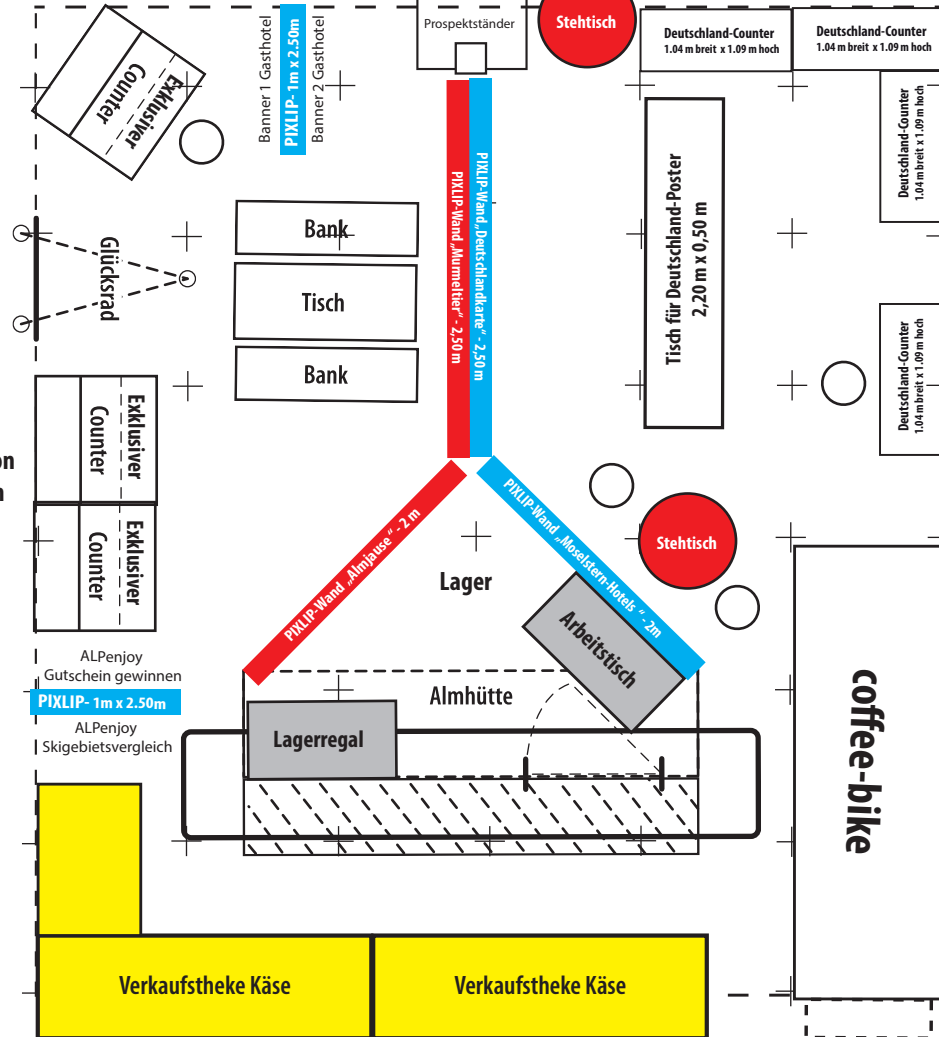 Prospektständer
Stehtisch
Deutschland-Counter
1.04 m breit x 1.09 m hoch
Deutschland-Counter
1.04 m breit x 1.09 m hoch
Exklusiver
Counter
Banner 1 Gasthotel
PIXLIP- 1m x 2.50m
Banner 2 Gasthotel
Deutschland-Counter
1.04 m breit x 1.09 m hoch
PIXLIP-Wand „Murmeltier“ - 2,50 m
PIXLIP-Wand „Deutschlandkarte“ - 2,50 m
Bank
Tisch
Bank
Glücksrad
Tisch für Deutschland-Poster
2,20 m x 0,50 m
Deutschland-Counter
1.04 m breit x 1.09 m hoch
Exklusiver
Counter
on
n
Exklusiver
Counter
PIXLIP-Wand „Almjause“ - 2 m
PIXLIP-Wand „Moselstern-Hotels “ - 2m
Stehtisch
Lager
Arbeitstisch
ALPenjoy
Gutschein gewinnen
PIXLIP- 1m x 2.50m
ALPenjoy
Skigebietsvergleich
Almhütte
Lagerregal
coffee-bike
Verkaufstheke Käse
Verkaufstheke Käse